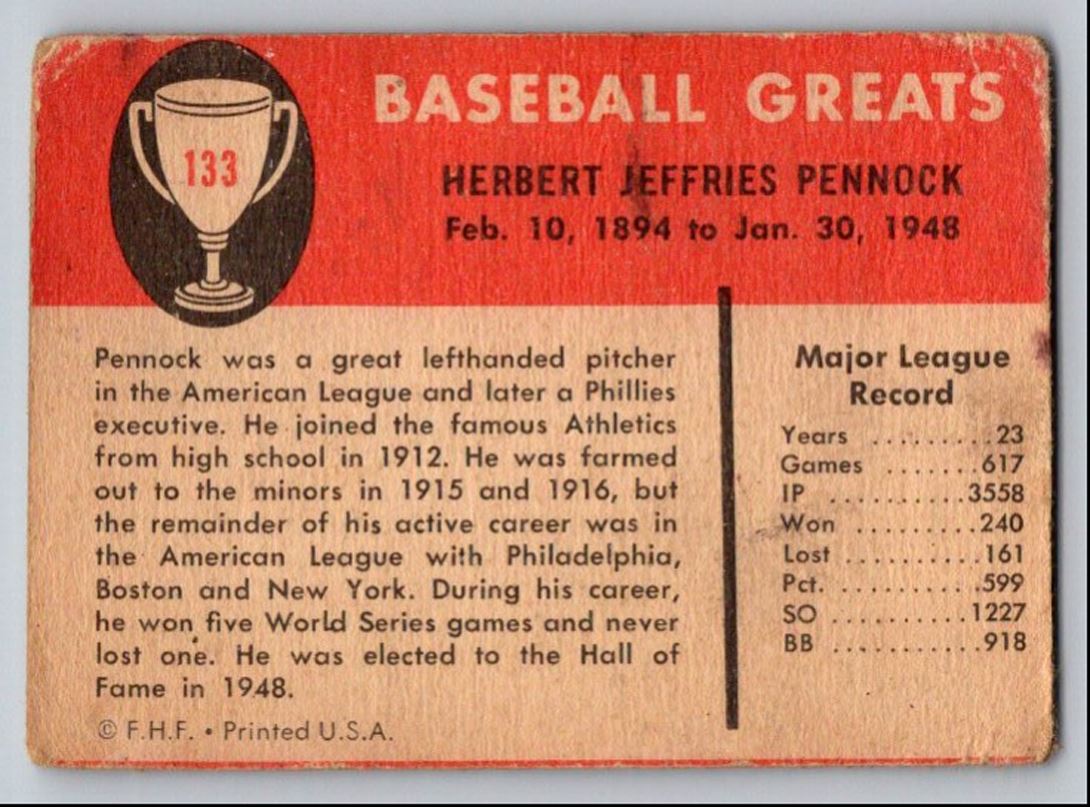 133
BASEBALL GREATS
HERBERT JEFFRIES PENNOCK
Feb. 10, 1894 to Jan. 30, 1948
Pennock was a great lefthanded pitcher
in the American League and later a Phillies
executive. He joined the famous Athletics
from high school in 1912. He was farmed
out to the minors in 1915 and 1916, but
the remainder of his active career was in
the American League with Philadelphia,
Boston and New York. During his career,
he won five World Series games and never
lost one. He was elected to the Hall of
Fame in 1948.
© F.H.F. • Printed U.S.A.
Major League
Record
Years .........23
Games .......617
IP ..........3558
Won .........240
Lost ..........161
Pct. ..........599
SO ..........1227
BB ...........918